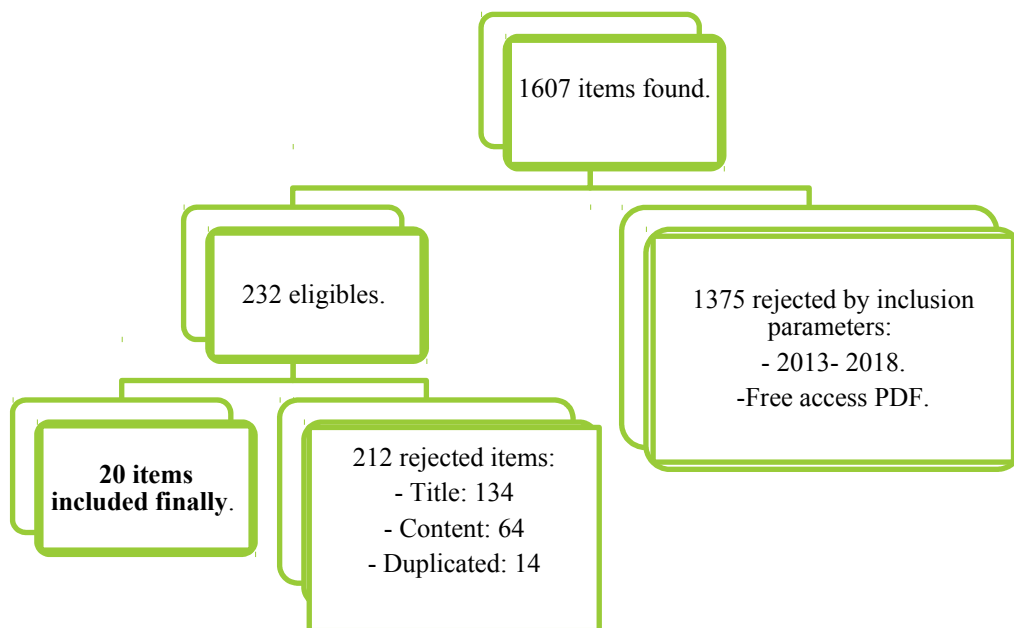 1607 items found.
232 eligibles.
1375 rejected by inclusion
parameters:
- 2013- 2018.
-Free access PDF.
20 items
included finally.
212 rejected items:
- Title: 134
- Content: 64
- Duplicated: 14